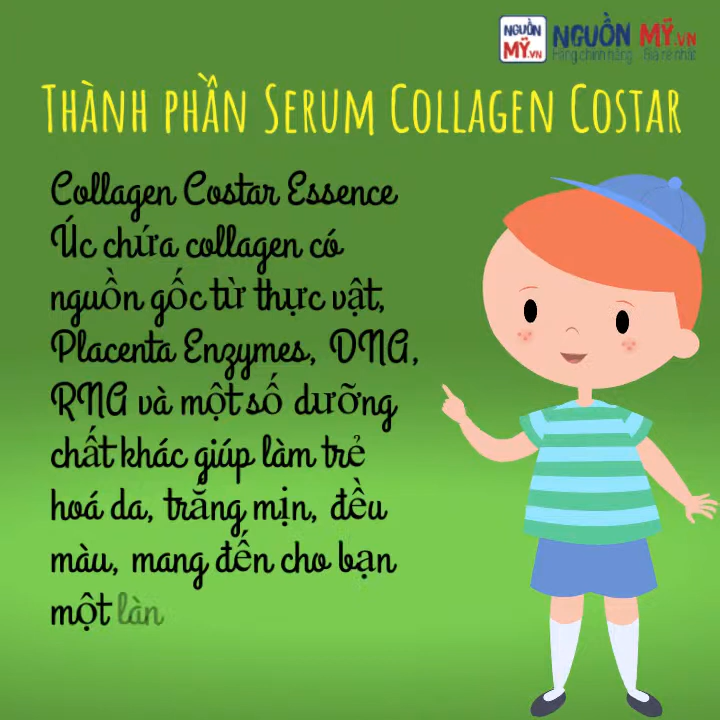 NGUỒN
MỸ.VN
NGUỒN MỸ.VN
Hàng chính hãng - Giá rẻ nhất
THÀNH PHẦN SERUM COLLAGEN COSTAR
Collagen Costar Essence
Úc chứa collagen có
nguồn gốc từ thực vật,
Placenta Enzymes, DNA,
RNA và một số dưỡng
chất khác giúp làm trẻ
hoá da, trắng mịn, đều
màu, mang đến cho bạn
một làn